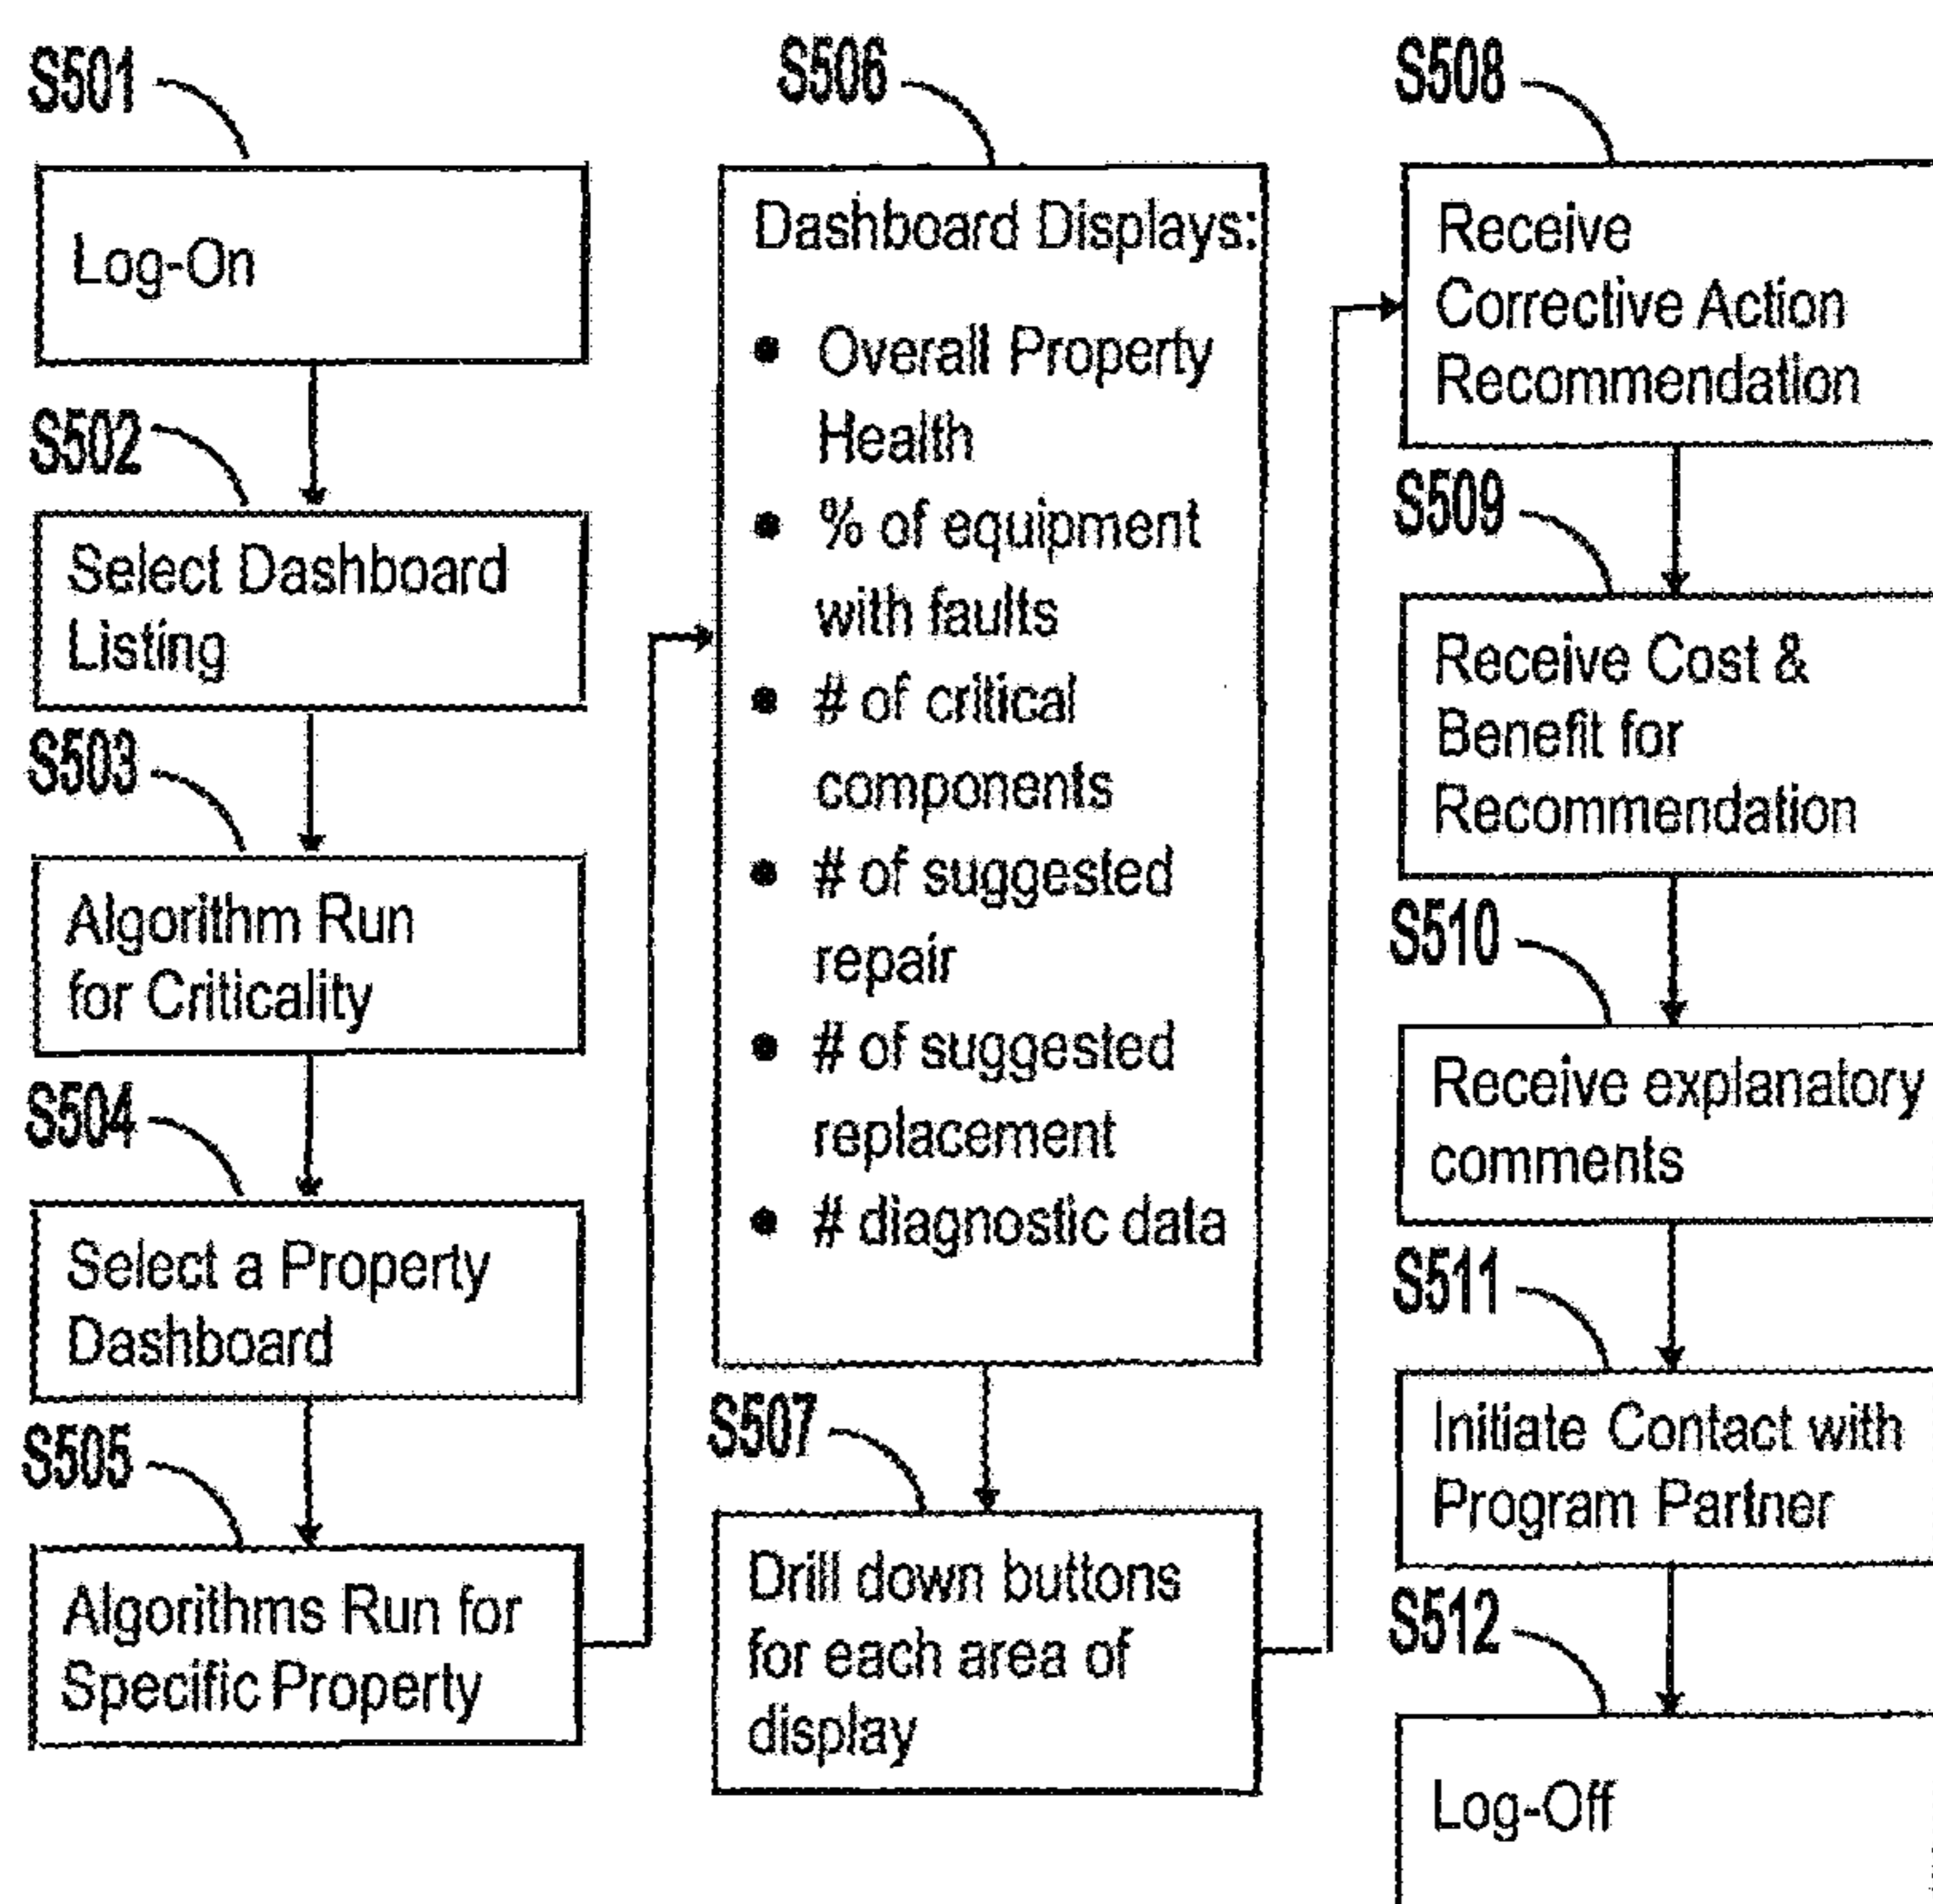 S501
Log-On
S502
Select Dashboard
Listing
S503
Algorithm Run
for Criticality
S504
Select a Property
Dashboard
S505
Algorithms Run for
Specific Property
S506
Dashboard Displays:
• Overall Property
Health
• % of equipment
with faults
• # of critical
components
• # of suggested
repair
• # of suggested
replacement
• # diagnostic data
S507
Drill down buttons
for each area of
display
S508
Receive
Corrective Action
Recommendation
S509
Receive Cost &
Benefit for
Recommendation
S510
Receive explanatory
comments
S511
Initiate Contact with
Program Partner
S512
Log-Off